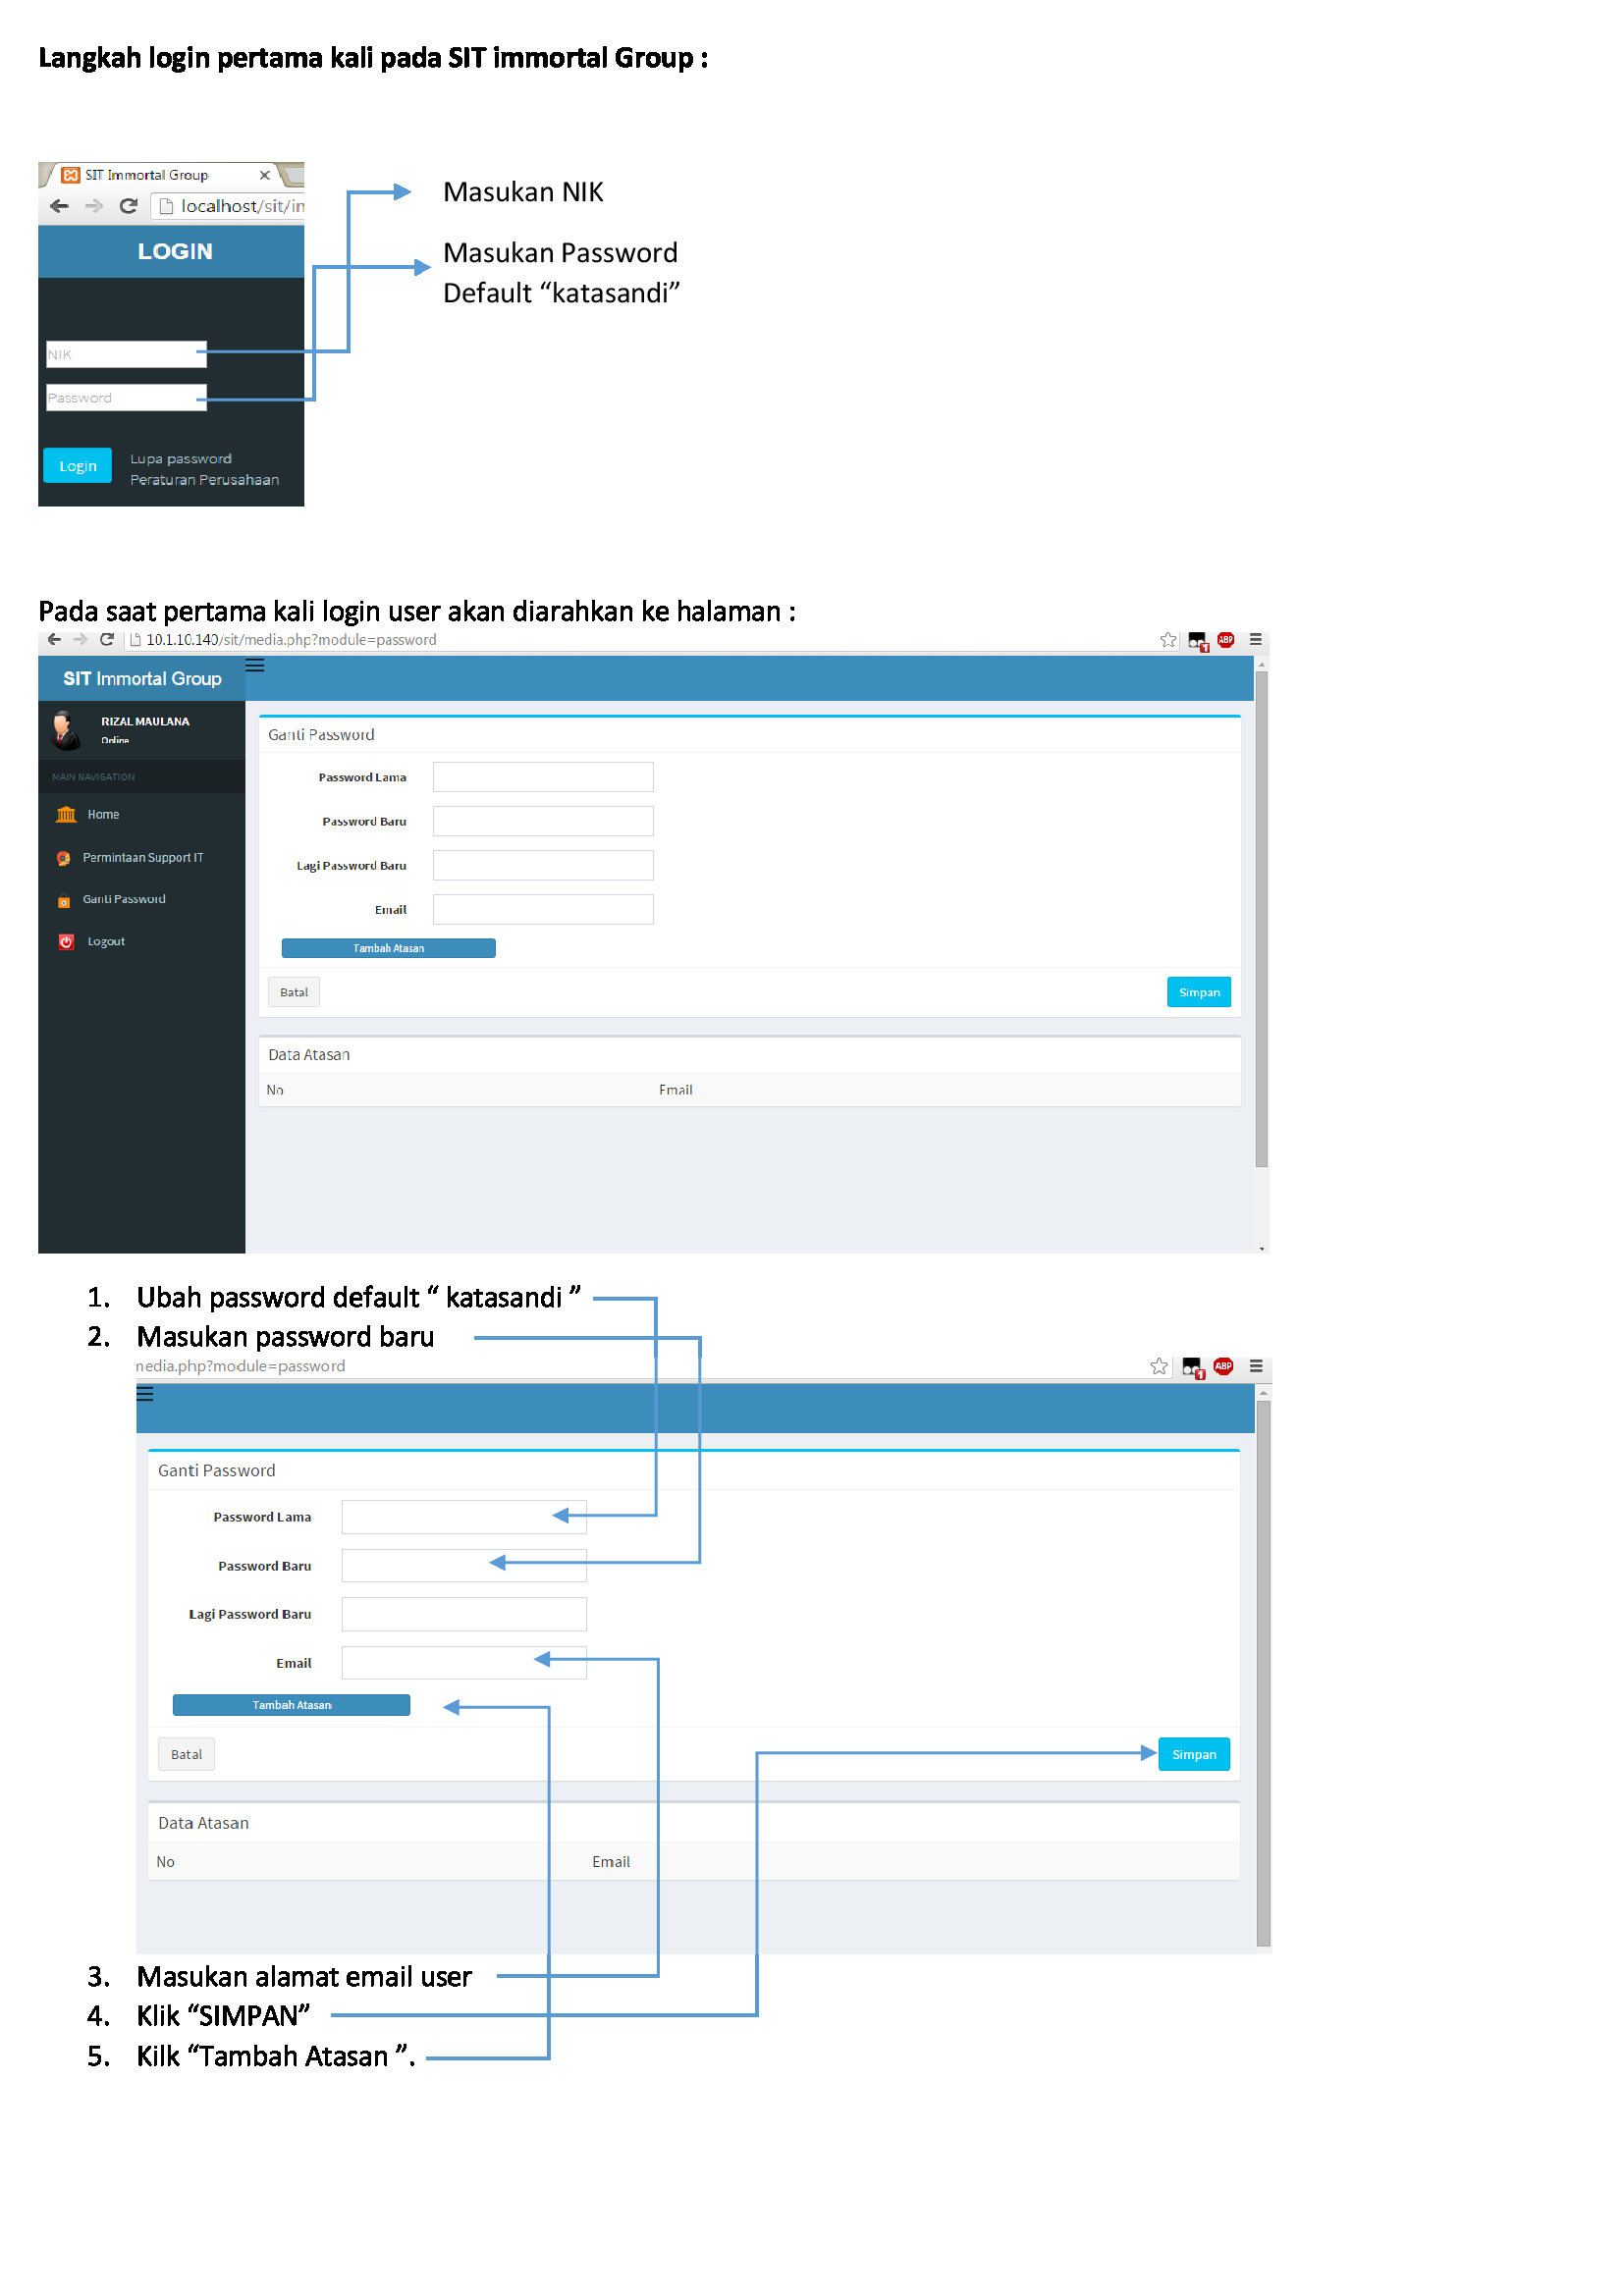 Langkah login pertama kali pada SIT immortal Group :
SIT Immortal Group
localhost/sit/in
Masukan NIK
LOGIN
Masukan Password
Default “katasandi”
NIK
Password
Login
Lupa password
Peraturan Perusahaan
Pada saat pertama kali login user akan diarahkan ke halaman :
10.1.10.140/sit/media.php?module=password
ABP
1
SIT Immortal Group
RIZAL MAULANA
Online
MAIN NAVIGATION
Home
Permintaan Support IT
Ganti Password
Logout
Ganti Password
Password Lama
Password Baru
Lagi Password Baru
Email
Tambah Atasan
Batal
Simpan
Data Atasan
No Email
1. Ubah password default “ katasandi ”
2. Masukan password baru
nedia.php?module=password
ABP
1
Ganti Password
Password Lama
Password Baru
Lagi Password Baru
Email
Tambah Atasan
Batal
Simpan
Data Atasan
No Email
3. Masukan alamat email user
4. Klik “SIMPAN”
5. Kilk “Tambah Atasan ”.